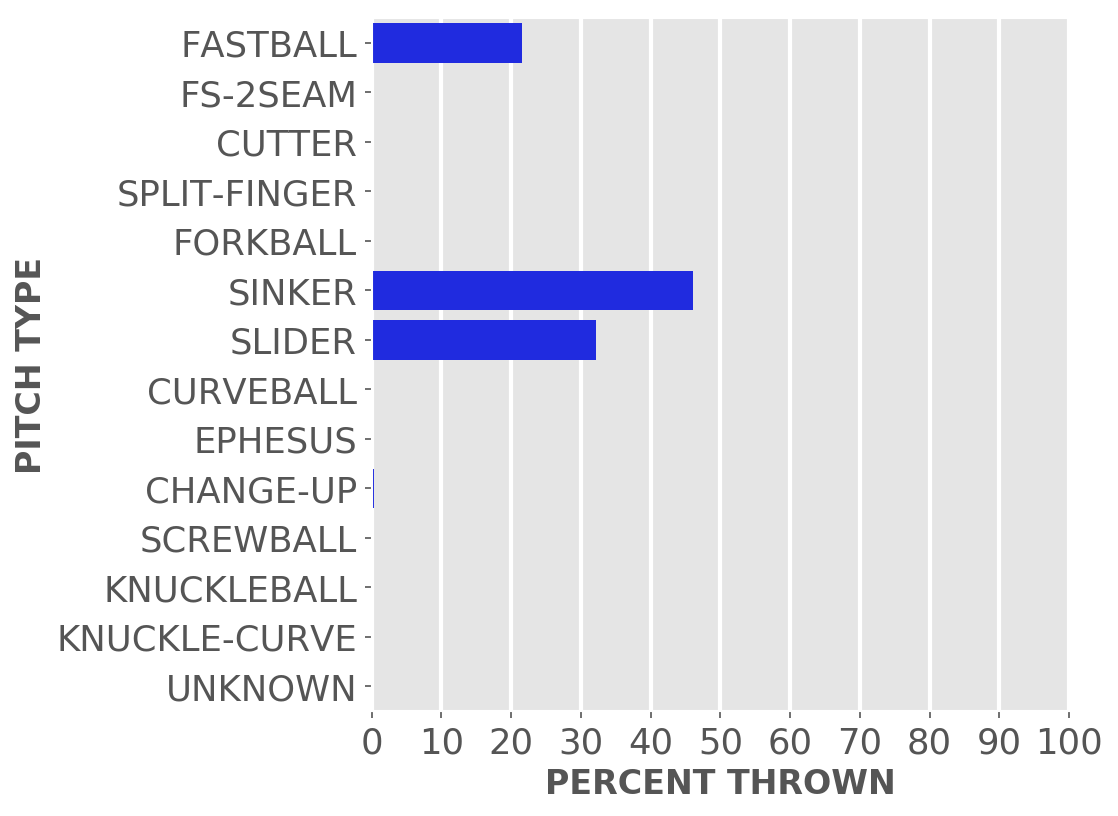 FASTBALL
FS-2SEAM
CUTTER
SPLIT-FINGER
FORKBALL
SINKER
SLIDER
CURVEBALL
EPHESUS
CHANGE-UP
SCREWBALL
KNUCKLEBALL
KNUCKLE-CURVE
UNKNOWN
PITCH TYPE
0 10 20 30 40 50 60 70 80 90 100
PERCENT THROWN